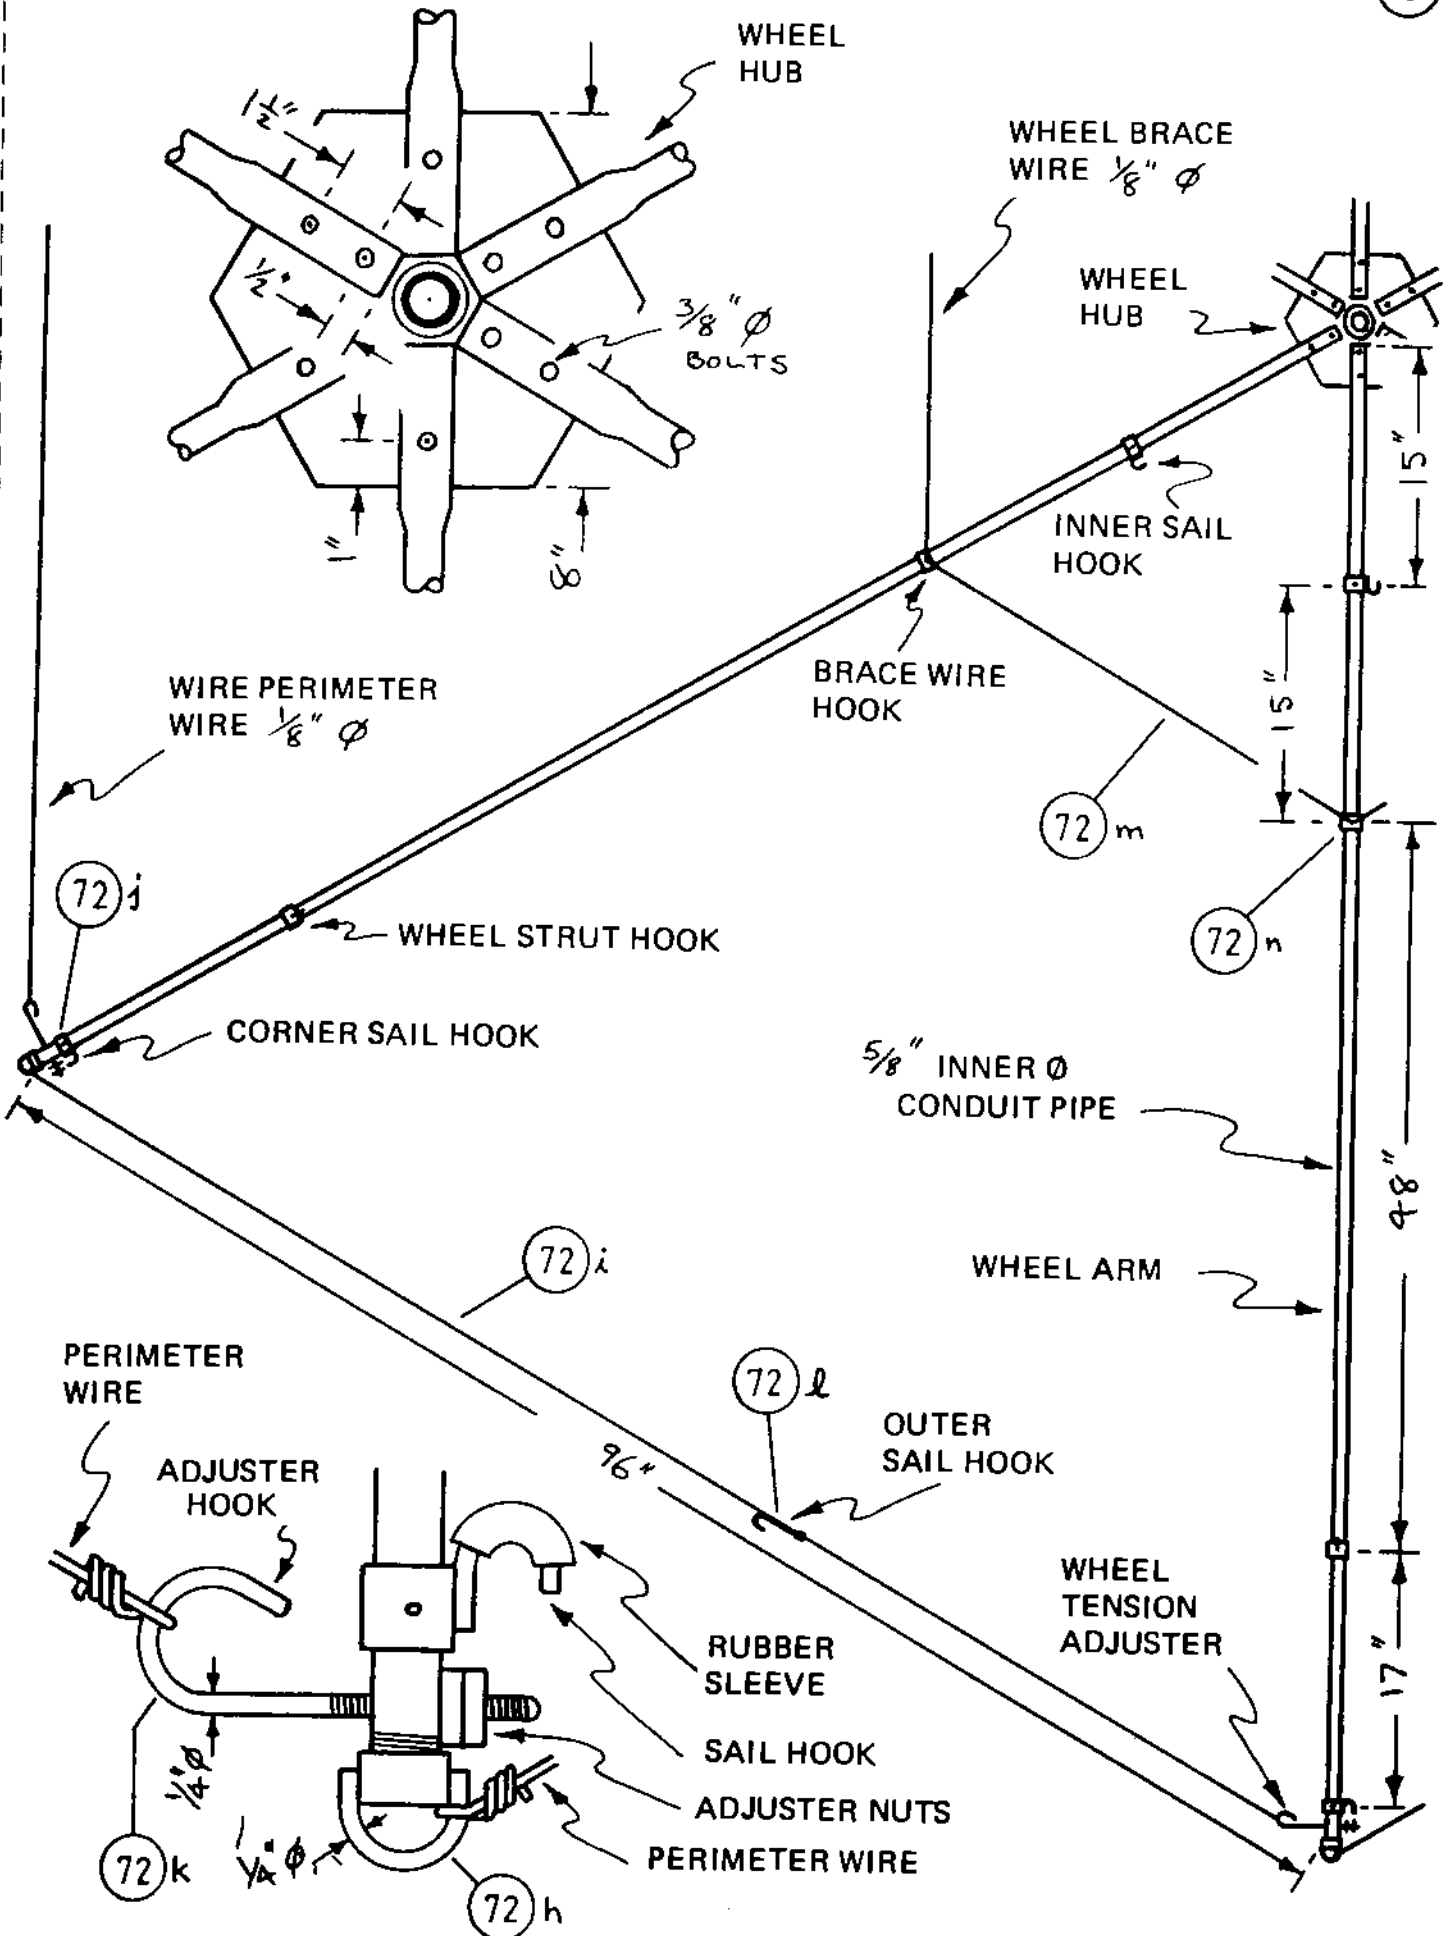 WHEEL
HUB
1½"
½"
3/8" Ø
BOLTS
1"
8"
WHEEL BRACE
WIRE 1/8" Ø
WHEEL
HUB
15"
INNER SAIL
HOOK
15"
BRACE WIRE
HOOK
WIRE PERIMETER
WIRE 1/8" Ø
72 m
72 j
72 n
WHEEL STRUT HOOK
CORNER SAIL HOOK
5/8" INNER Ø
CONDUIT PIPE
48"
72 i
WHEEL ARM
PERIMETER
WIRE
72 l
OUTER
SAIL HOOK
96"
ADJUSTER
HOOK
WHEEL
TENSION
ADJUSTER
RUBBER
SLEEVE
17"
SAIL HOOK
¼" Ø
ADJUSTER NUTS
¼" Ø
PERIMETER WIRE
72 k
72 h